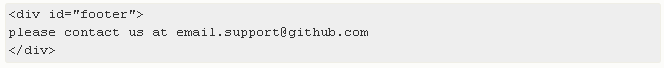 <div id="footer">
please contact us at email.support@github.com
</div>